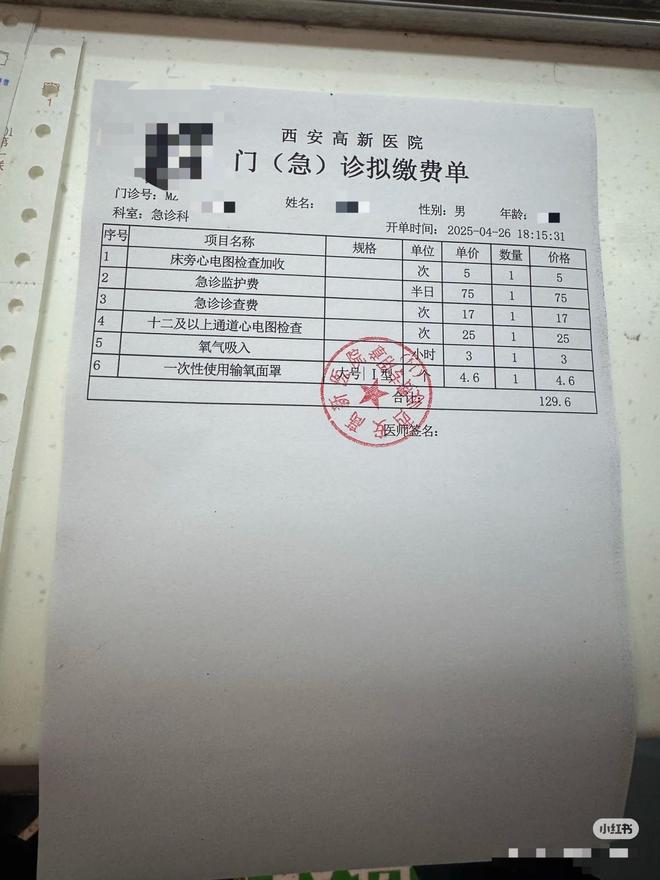 西安高新医院
门（急）诊拟缴费单
门诊号：MZ
姓名：
性别：男
年龄：
科室：急诊科
开单时间：2025-04-26 18:15:31
序号 项目名称 规格 单位 单价 数量 价格
1 床旁心电图检查加收 次 5 1 5
2 急诊监护费 半日 75 1 75
3 急诊诊查费 次 17 1 17
4 十二及以上通道心电图检查 次 25 1 25
5 氧气吸入 小时 3 1 3
6 一次性使用输氧面罩 大号|I型 个 4.6 1 4.6
合计 129.6
医师签名：
1
小红书